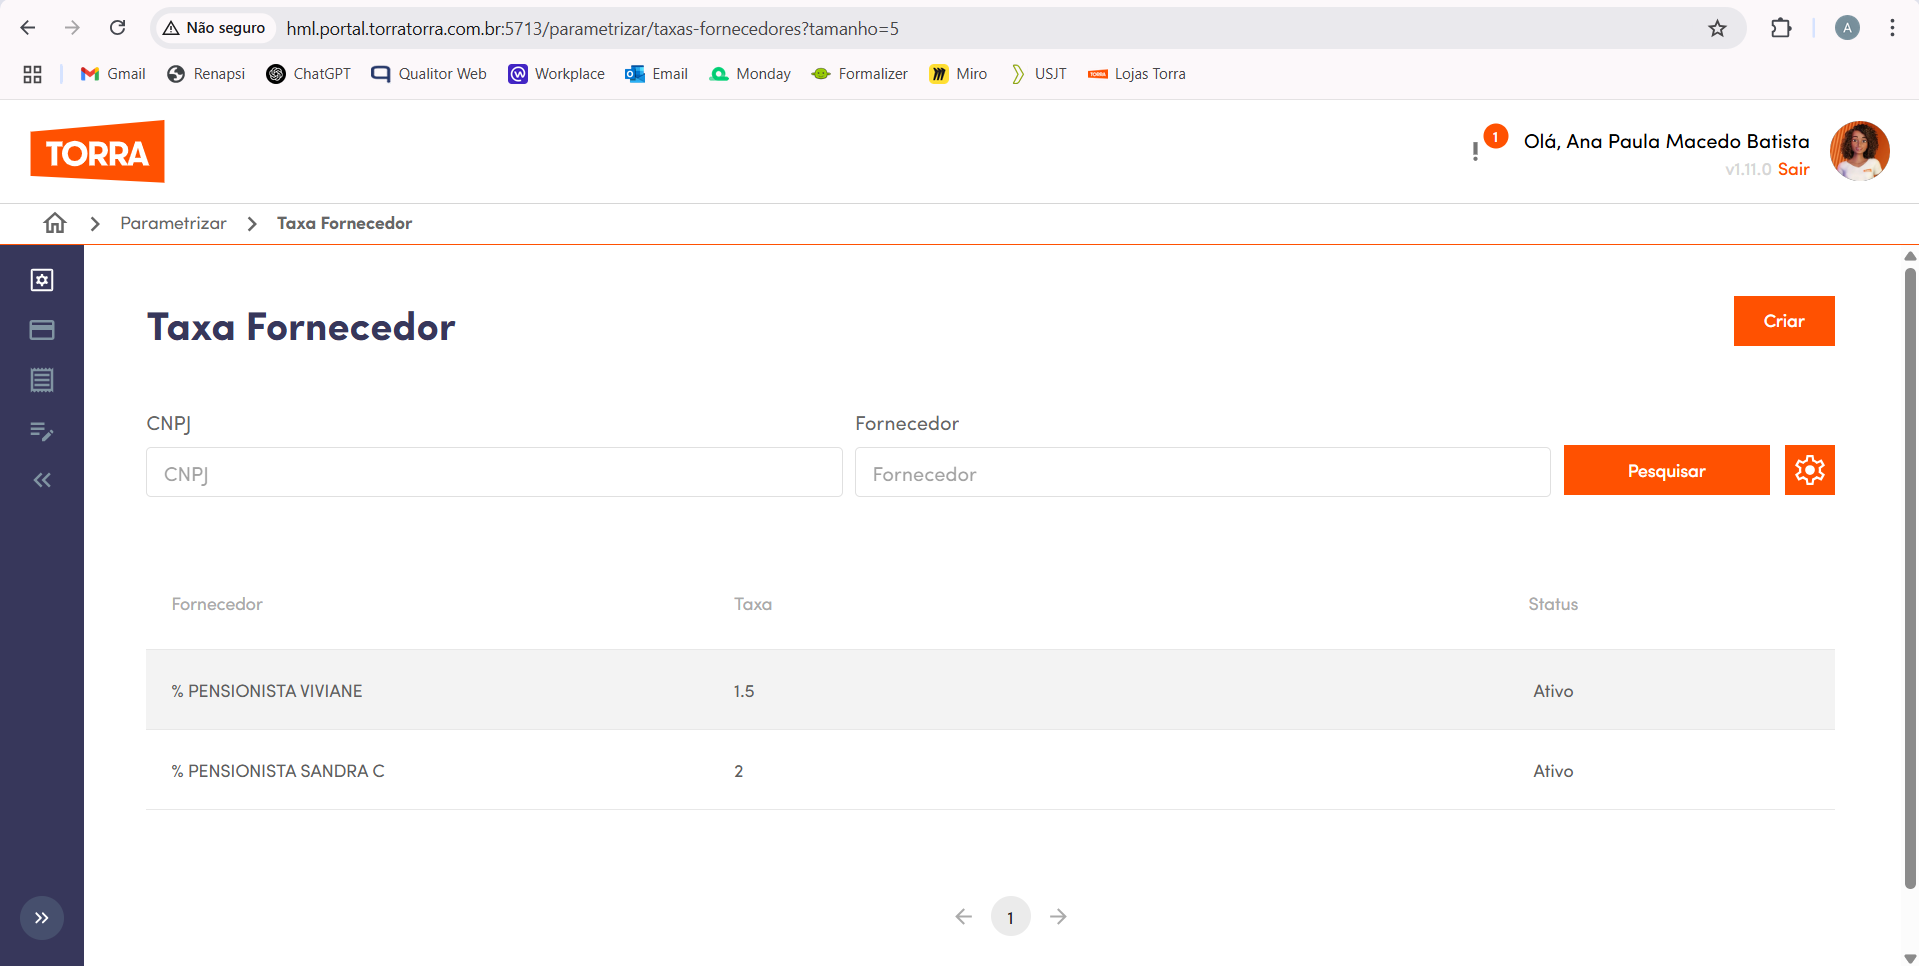 Não seguro
hml.portal.torratorra.com.br:5713/parametrizar/taxas-fornecedores?tamanho=5
A
Gmail
Renapsi
ChatGPT
Qualitor Web
Workplace
Email
Monday
Formalizer
Miro
USJT
Lojas Torra
TORRA
1
Olá, Ana Paula Macedo Batista
v1.11.0 Sair
Parametrizar
Taxa Fornecedor
Taxa Fornecedor
Criar
CNPJ
Fornecedor
CNPJ
Fornecedor
Pesquisar
Fornecedor
Taxa
Status
% PENSIONISTA VIVIANE
1.5
Ativo
% PENSIONISTA SANDRA C
2
Ativo
1